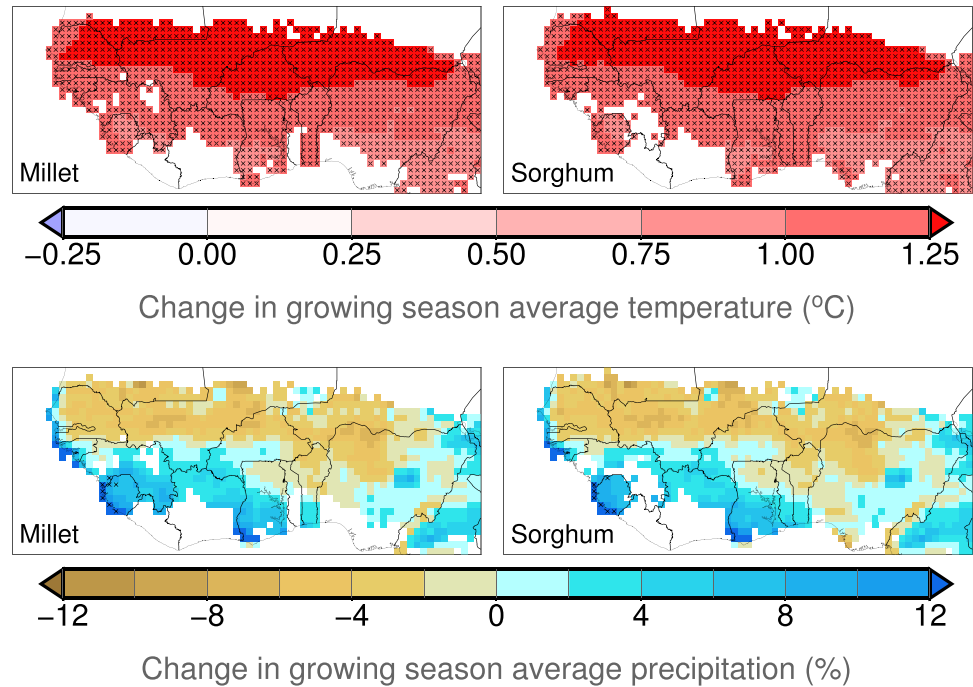 Millet
Sorghum
−0.25 0.00 0.25 0.50 0.75 1.00 1.25
Change in growing season average temperature (ºC)
Millet
Sorghum
−12 −8 −4 0 4 8 12
Change in growing season average precipitation (%)